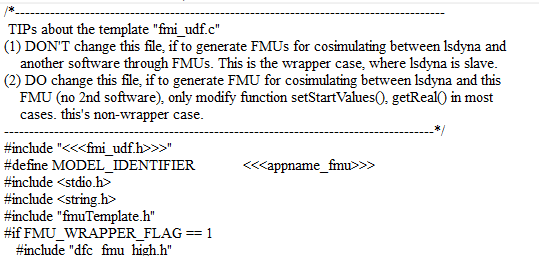 /*-----------------------------------------------------------------------------------
TIPs about the template "fmi_udf.c"
(1) DON'T change this file, if to generate FMUs for cosimulating between lsdyna and
another software through FMUs. This is the wrapper case, where lsdyna is slave.
(2) DO change this file, if to generate FMU for cosimulating between lsdyna and this
FMU (no 2nd software), only modify function setStartValues(), getReal() in most
cases. this's non-wrapper case.
-----------------------------------------------------------------------------------*/
#include "<<<fmi_udf.h>>>"
#define MODEL_IDENTIFIER <<<appname_fmu>>>
#include <stdio.h>
#include <string.h>
#include "fmuTemplate.h"
#if FMU_WRAPPER_FLAG == 1
#include "dfc_fmu_high.h"